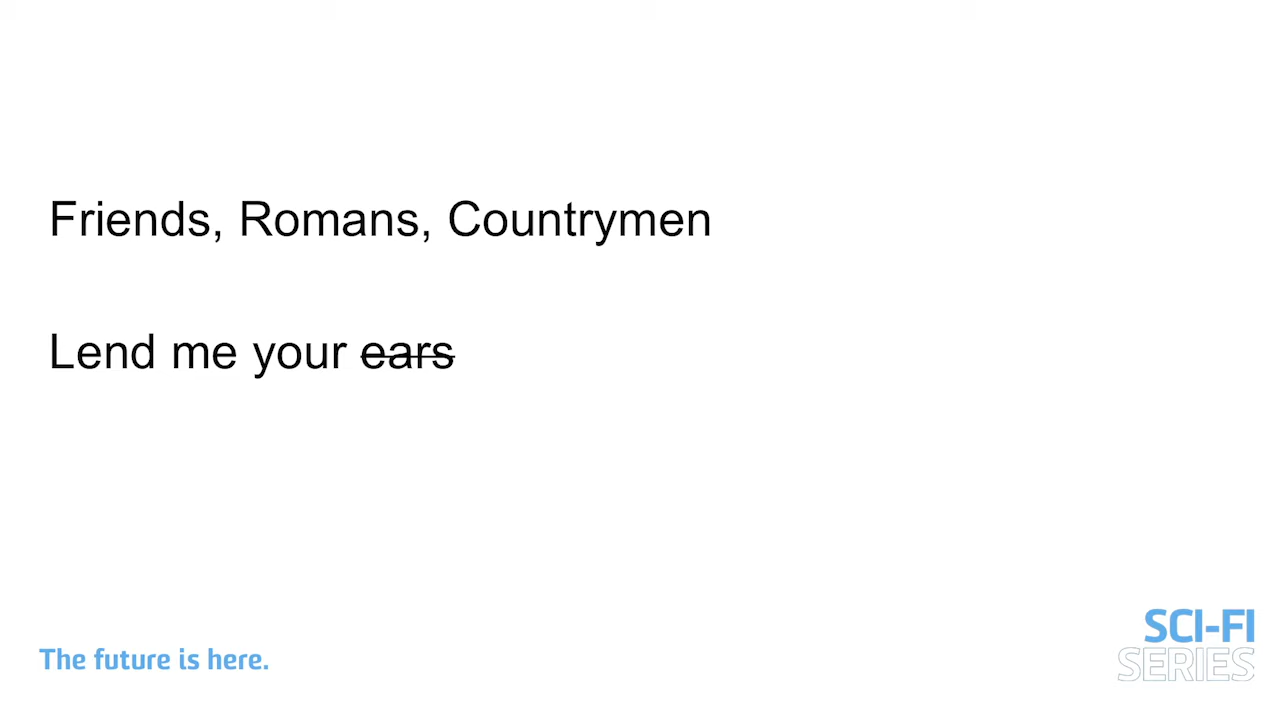 Friends, Romans, Countrymen
Lend me your ears
The future is here.
SCI-FI
SERIES